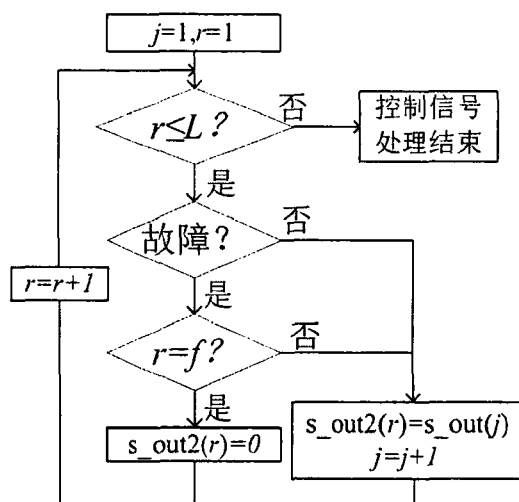 j=1,r=1
r≤L？
否
控制信号
处理结束
是
故障？
否
r=r+1
是
r=f？
否
是
s_out2(r)=0
s_out2(r)=s_out(j)
j=j+1